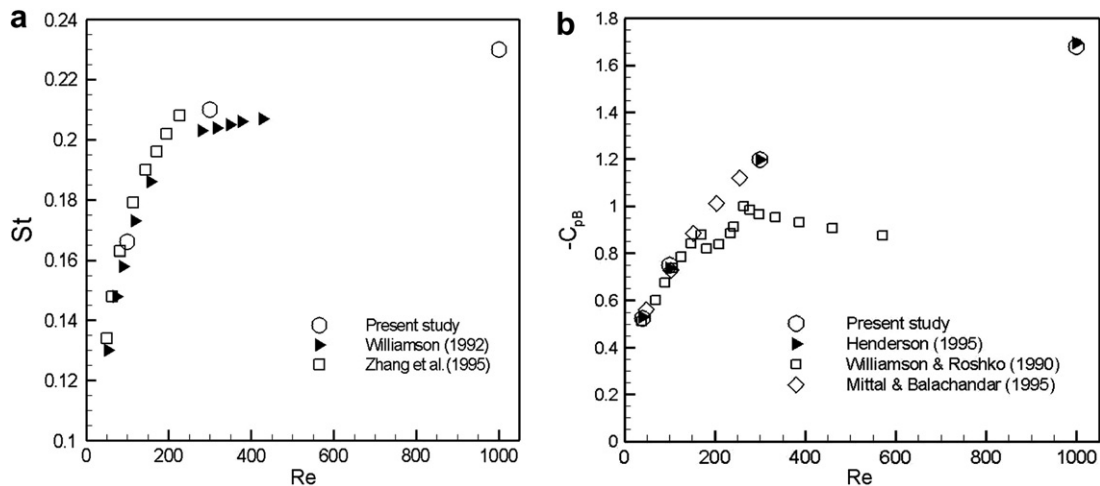 a
0.24
0.22
0.2
0.18
0.16
0.14
0.12
0.1
St
0 200 400 600 800 1000
Re
Present study
Williamson (1992)
Zhang et al. (1995)
b
1.8
1.6
1.4
1.2
1
0.8
0.6
0.4
0.2
0
-CpB
0 200 400 600 800 1000
Re
Present study
Henderson (1995)
Williamson & Roshko (1990)
Mittal & Balachandar (1995)